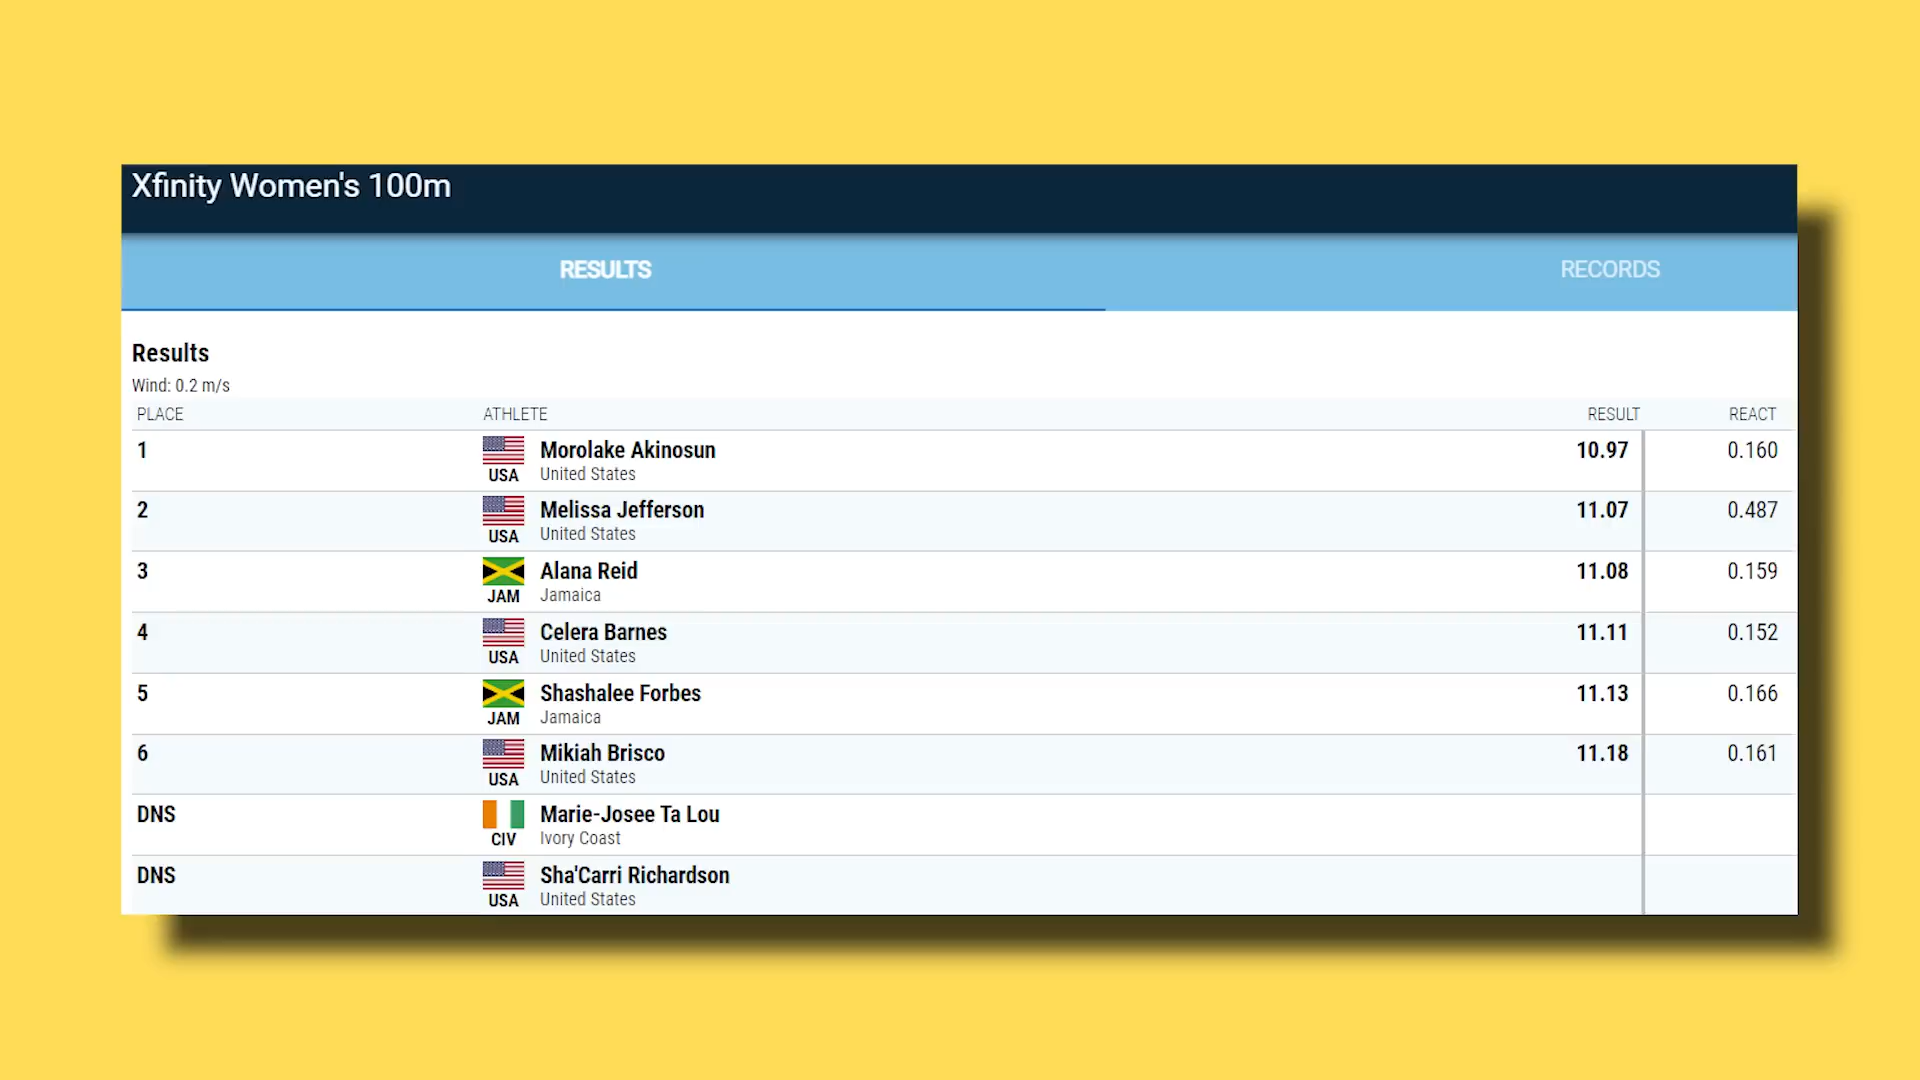 Xfinity Women's 100m
RESULTS RECORDS
Results
Wind: 0.2 m/s
PLACE ATHLETE RESULT REACT
1 Morolake Akinosun 10.97 0.160
USA United States
2 Melissa Jefferson 11.07 0.487
USA United States
3 Alana Reid 11.08 0.159
JAM Jamaica
4 Celera Barnes 11.11 0.152
USA United States
5 Shashalee Forbes 11.13 0.166
JAM Jamaica
6 Mikiah Brisco 11.18 0.161
USA United States
DNS Marie-Josee Ta Lou
CIV Ivory Coast
DNS Sha'Carri Richardson
USA United States